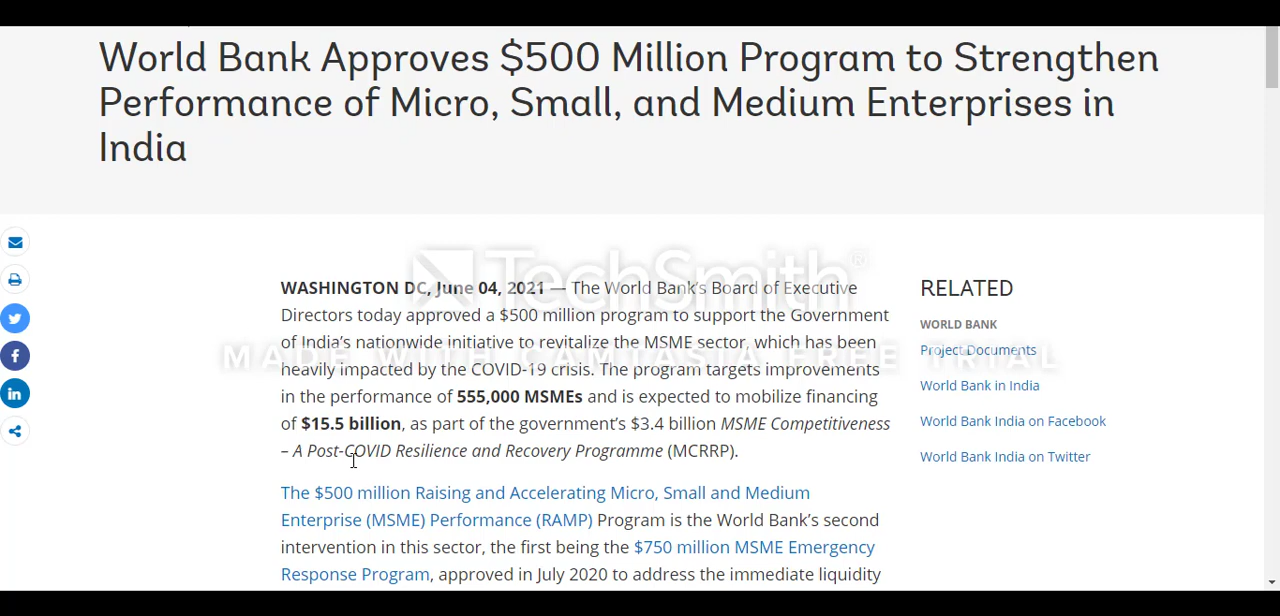 World Bank Approves $500 Million Program to Strengthen
Performance of Micro, Small, and Medium Enterprises in
India
WASHINGTON DC, June 04, 2021 — The World Bank's Board of Executive
Directors today approved a $500 million program to support the Government
of India's nationwide initiative to revitalize the MSME sector, which has been
heavily impacted by the COVID-19 crisis. The program targets improvements
in the performance of 555,000 MSMEs and is expected to mobilize financing
of $15.5 billion, as part of the government's $3.4 billion MSME Competitiveness
– A Post-COVID Resilience and Recovery Programme (MCRRP).
The $500 million Raising and Accelerating Micro, Small and Medium
Enterprise (MSME) Performance (RAMP) Program is the World Bank's second
intervention in this sector, the first being the $750 million MSME Emergency
Response Program, approved in July 2020 to address the immediate liquidity
RELATED
WORLD BANK
Project Documents
World Bank in India
World Bank India on Facebook
World Bank India on Twitter
TechSmith®
MADE WITH CAMTASIA FREE TRIAL